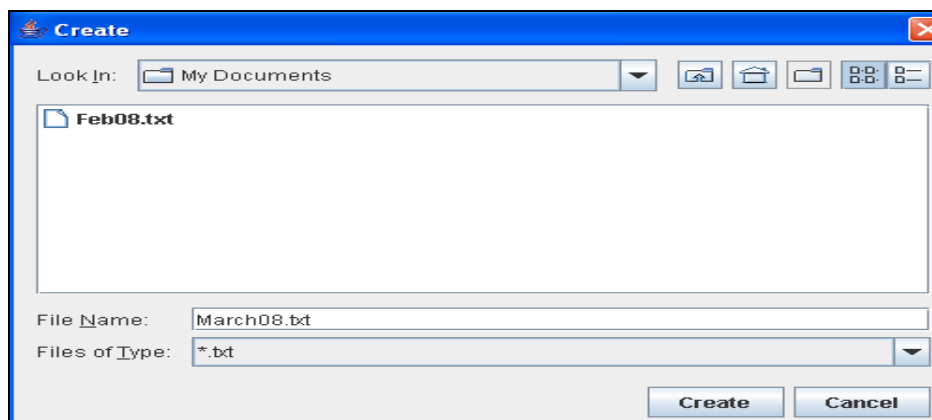 Create
Look In: My Documents
Feb08.txt
File Name: March08.txt
Files of Type: *.txt
Create Cancel